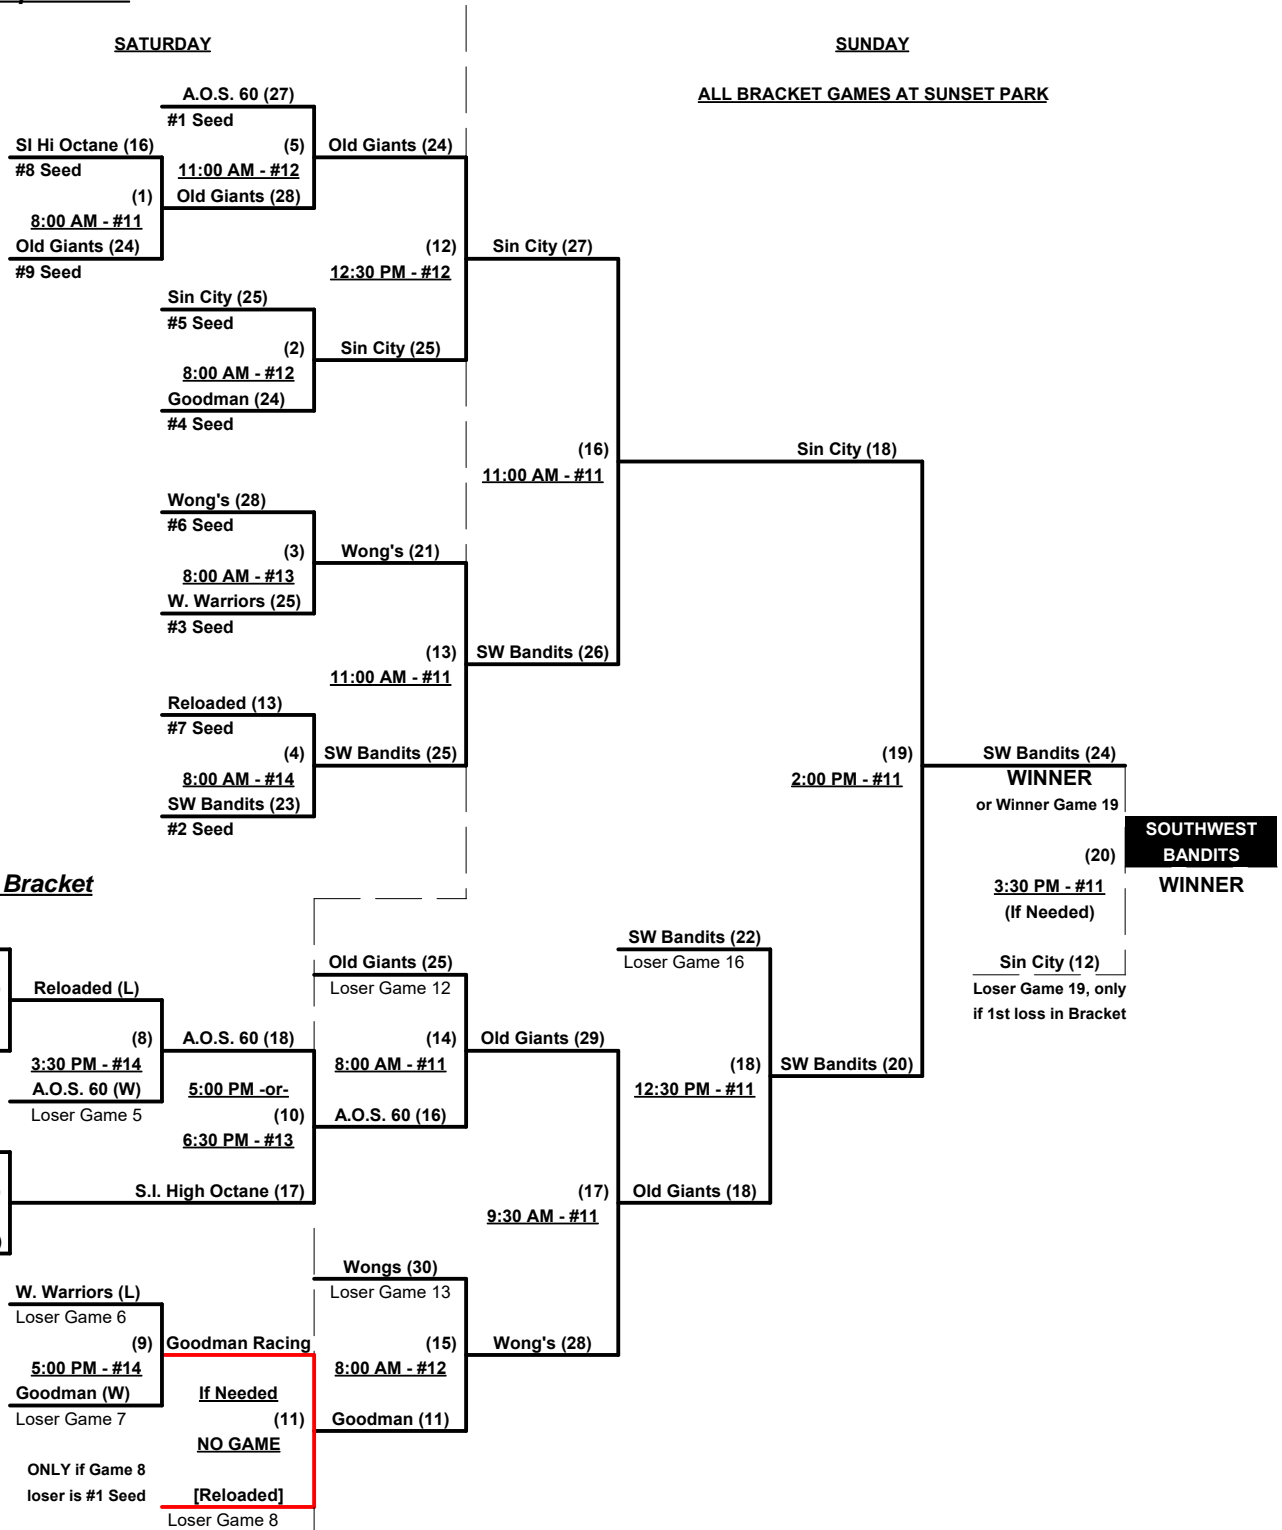 SATURDAY
SUNDAY
A.O.S. 60 (27)
ALL BRACKET GAMES AT SUNSET PARK
#1 Seed
SI Hi Octane (16)
(5)
Old Giants (24)
#8 Seed
11:00 AM - #12
(1)
Old Giants (28)
8:00 AM - #11
Old Giants (24)
(12)
Sin City (27)
#9 Seed
12:30 PM - #12
Sin City (25)
#5 Seed
(2)
Sin City (25)
8:00 AM - #12
Goodman (24)
#4 Seed
(16)
Sin City (18)
11:00 AM - #11
Wong's (28)
#6 Seed
(3)
Wong's (21)
8:00 AM - #13
W. Warriors (25)
#3 Seed
(13)
SW Bandits (26)
11:00 AM - #11
Reloaded (13)
#7 Seed
(4)
SW Bandits (25)
(19)
SW Bandits (24)
8:00 AM - #14
2:00 PM - #11
WINNER
SW Bandits (23)
or Winner Game 19
#2 Seed
SOUTHWEST
BANDITS
(20)
WINNER
Bracket
3:30 PM - #11
(If Needed)
SW Bandits (22)
Old Giants (25)
Loser Game 16
Sin City (12)
Reloaded (L)
Loser Game 12
Loser Game 19, only
if 1st loss in Bracket
(8)
A.O.S. 60 (18)
(14)
Old Giants (29)
3:30 PM - #14
8:00 AM - #11
(18)
SW Bandits (20)
A.O.S. 60 (W)
5:00 PM -or-
12:30 PM - #11
Loser Game 5
(10)
A.O.S. 60 (16)
6:30 PM - #13
S.I. High Octane (17)
(17)
Old Giants (18)
9:30 AM - #11
Wongs (30)
W. Warriors (L)
Loser Game 13
Loser Game 6
(9)
Goodman Racing
(15)
Wong's (28)
5:00 PM - #14
8:00 AM - #12
Goodman (W)
If Needed
Loser Game 7
(11)
Goodman (11)
NO GAME
ONLY if Game 8
loser is #1 Seed
[Reloaded]
Loser Game 8